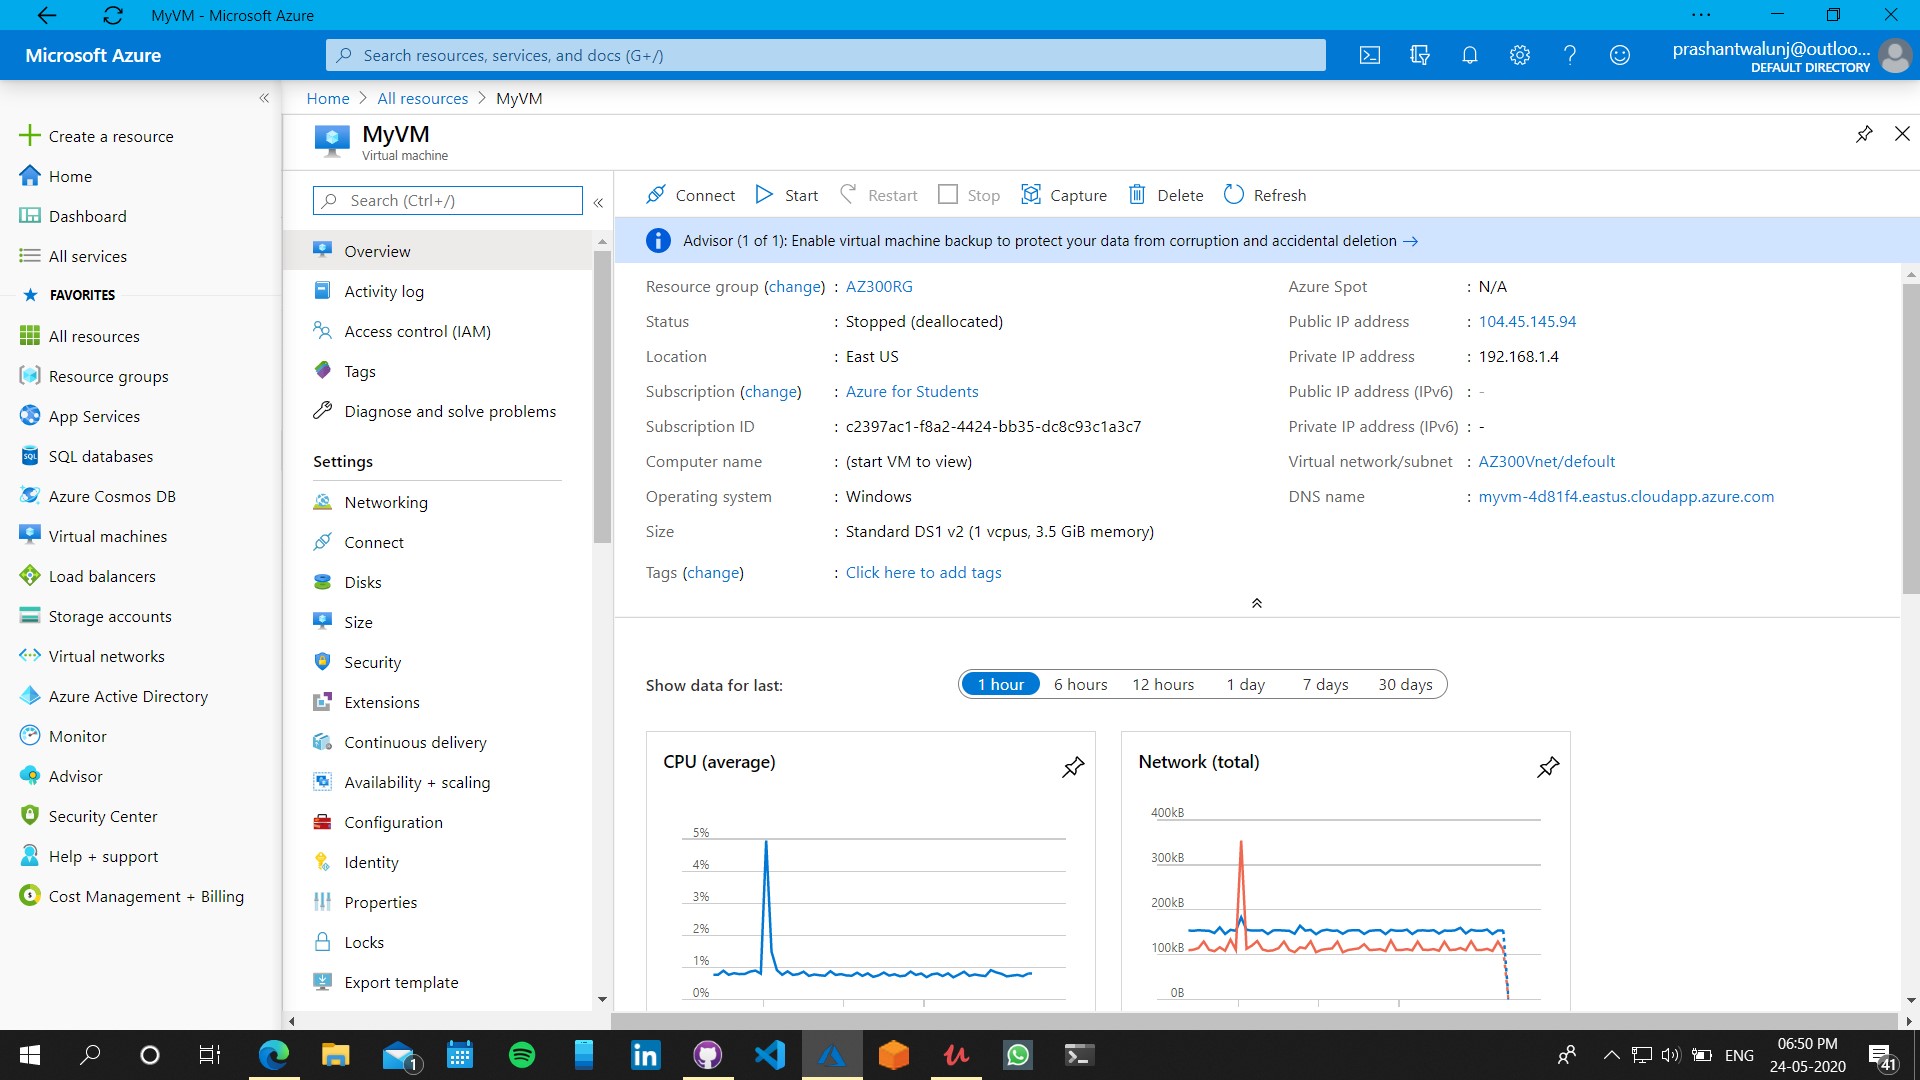 MyVM - Microsoft Azure
Microsoft Azure
Search resources, services, and docs (G+/)
prashantwalunj@outloo...
DEFAULT DIRECTORY
Home > All resources > MyVM
Create a resource
Home
Dashboard
All services
FAVORITES
All resources
Resource groups
App Services
SQL databases
Azure Cosmos DB
Virtual machines
Load balancers
Storage accounts
Virtual networks
Azure Active Directory
Monitor
Advisor
Security Center
Help + support
Cost Management + Billing
MyVM
Virtual machine
Search (Ctrl+/)
Overview
Activity log
Access control (IAM)
Tags
Diagnose and solve problems
Settings
Networking
Connect
Disks
Size
Security
Extensions
Continuous delivery
Availability + scaling
Configuration
Identity
Properties
Locks
Export template
Connect Start Restart Stop Capture Delete Refresh
Advisor (1 of 1): Enable virtual machine backup to protect your data from corruption and accidental deletion →
Resource group (change) : AZ300RG
Status : Stopped (deallocated)
Location : East US
Subscription (change) : Azure for Students
Subscription ID : c2397ac1-f8a2-4424-bb35-dc8c93c1a3c7
Computer name : (start VM to view)
Operating system : Windows
Size : Standard DS1 v2 (1 vcpus, 3.5 GiB memory)
Tags (change) : Click here to add tags
Azure Spot : N/A
Public IP address : 104.45.145.94
Private IP address : 192.168.1.4
Public IP address (IPv6) : -
Private IP address (IPv6) : -
Virtual network/subnet : AZ300Vnet/defoult
DNS name : myvm-4d81f4.eastus.cloudapp.azure.com
Show data for last: 1 hour 6 hours 12 hours 1 day 7 days 30 days
CPU (average)
5%
4%
3%
2%
1%
0%
Network (total)
400kB
300kB
200kB
100kB
0B
1
ENG
06:50 PM
24-05-2020
41